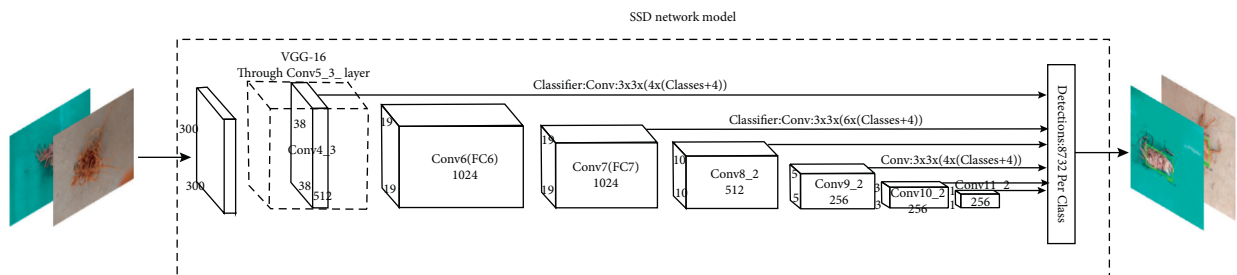 SSD network model
VGG-16
Through Conv5_3_ layer
300
300
38
Conv4_3
38
512
Classifier:Conv:3x3x(4x(Classes+4))
19
19
Conv6(FC6)
1024
Classifier:Conv:3x3x(6x(Classes+4))
19
19
Conv7(FC7)
1024
10
10
Conv8_2
512
Conv:3x3x(4x(Classes+4))
5
5
Conv9_2
256
3
3
Conv10_2
256
Conv11_2
1
1
256
Detections:8732 Per Class